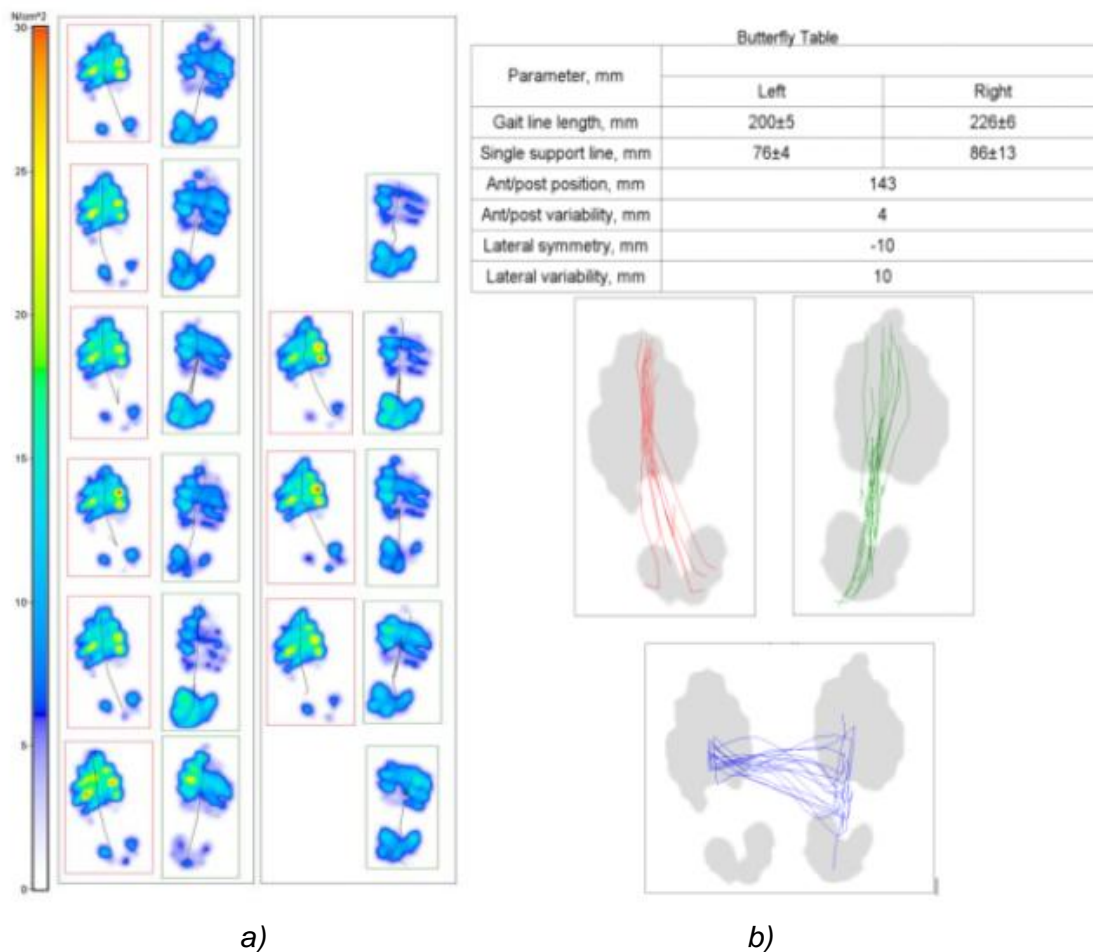 N/cm^2
30
25
20
15
10
5
0
a)
Butterfly Table
Parameter, mm
Left Right
Gait line length, mm 200±5 226±6
Single support line, mm 76±4 86±13
Ant/post position, mm 143
Ant/post variability, mm 4
Lateral symmetry, mm -10
Lateral variability, mm 10
b)